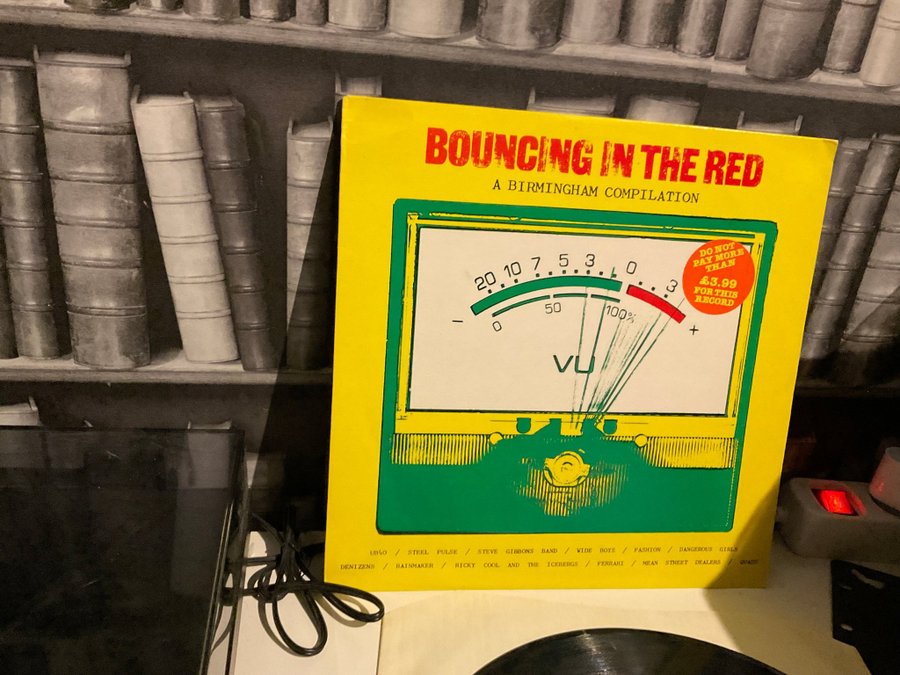 BOUNCING IN THE RED
A BIRMINGHAM COMPILATION
DO NOT
PAY MORE
THAN
£3.99
FOR THIS
RECORD
20 10 7 5 3 0 3
0 50 100%
− +
VU
UB40 / STEEL PULSE / STEVE GIBBONS BAND / WIDE BOYS / FASHION / DANGEROUS GIRLS
DENIZENS / RAINMAKER / RICKY COOL AND THE ICEBERGS / FERRARI / MEAN STREET DEALERS / QUADS